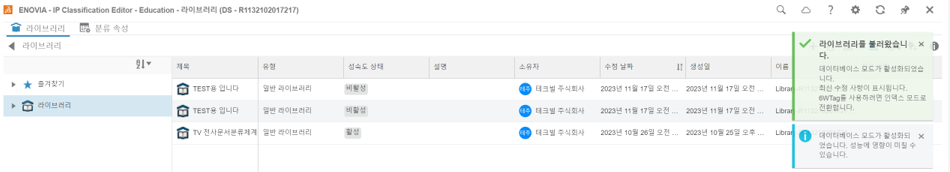 ENOVIA - IP Classification Editor - Education - 라이브러리 (DS - R1132102017217)
라이브러리 분류 속성
라이브러리
즐겨찾기
라이브러리
제목 유형 성숙도 상태 설명 소유자 수정 날짜 생성일 이름
TEST용 입니다 일반 라이브러리 비활성 테크빌 주식회사 2023년 11월 17일 오전 ... 2023년 11월 17일 오전 ... Librar
TEST용 입니다 일반 라이브러리 비활성 테크빌 주식회사 2023년 11월 17일 오전 ... 2023년 11월 17일 오전 ... Librar
TV 전사문서분류체계 일반 라이브러리 활성 테크빌 주식회사 2023년 10월 26일 오전 ... 2023년 10월 25일 오후 ... Librar
라이브러리를 불러왔습니
다.
데이터베이스 모드가 활성화되었습
니다.
최신 수정 사항이 표시됩니다.
6WTag를 사용하려면 인덱스 모드로
전환합니다.
데이터베이스 모드가 활성화되
었습니다. 성능에 영향이 미칠 수
있습니다.